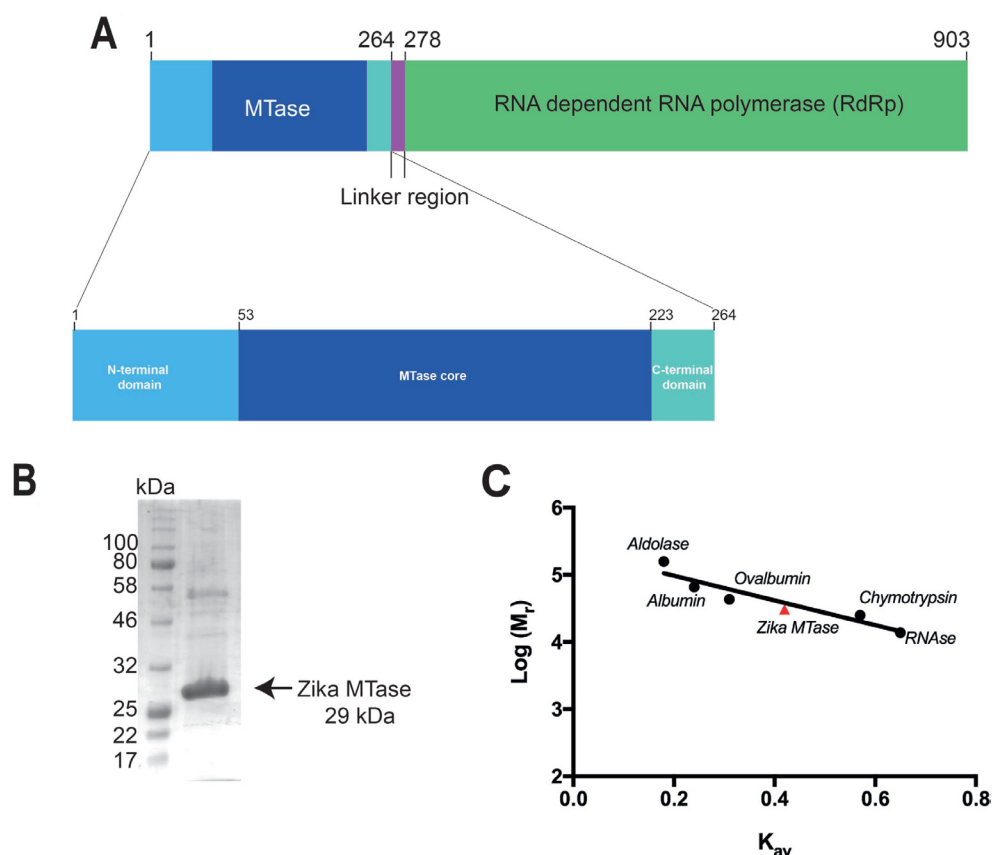 A
1 264 278 903
MTase
RNA dependent RNA polymerase (RdRp)
Linker region
1 53 223 264
N-terminal
domain
MTase core
C-terminal
domain
B
kDa
100
80
58
46
32
25
22
17
Zika MTase
29 kDa
C
Log (Mr)
6
5
4
3
2
Aldolase
Albumin
Ovalbumin
Zika MTase
Chymotrypsin
RNAse
0.0 0.2 0.4 0.6 0.8
Kav